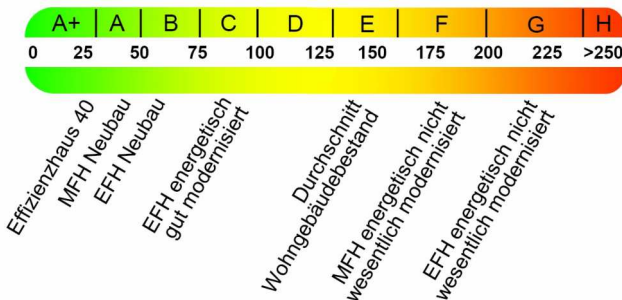 A+ A B C D E F G H
0 25 50 75 100 125 150 175 200 225 >250
Effizienzhaus 40
MFH Neubau
EFH Neubau
EFH energetisch
gut modernisiert
Durchschnitt
Wohngebäudebestand
MFH energetisch nicht
wesentlich modernisiert
EFH energetisch nicht
wesentlich modernisiert